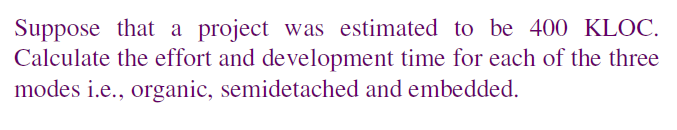 Suppose that a project was estimated to be 400 KLOC.
Calculate the effort and development time for each of the three
modes i.e., organic, semidetached and embedded.